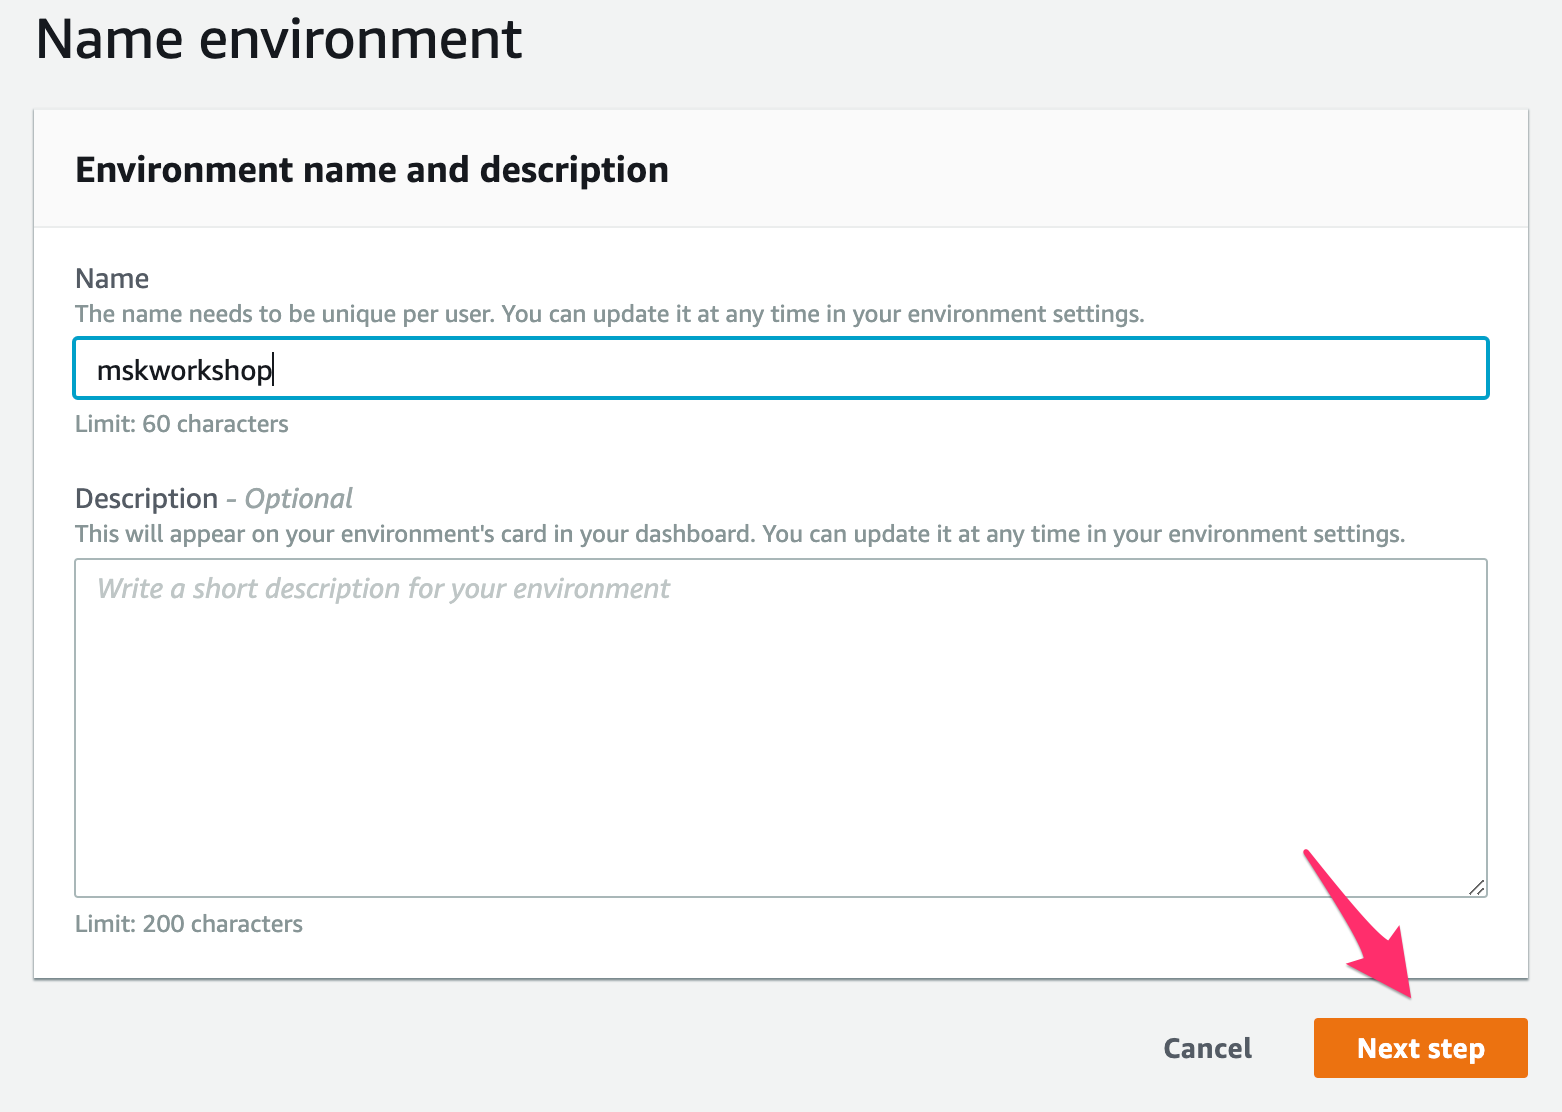 Name environment
Environment name and description
Name
The name needs to be unique per user. You can update it at any time in your environment settings.
mskworkshop
Limit: 60 characters
Description - Optional
This will appear on your environment's card in your dashboard. You can update it at any time in your environment settings.
Write a short description for your environment
Limit: 200 characters
Cancel
Next step